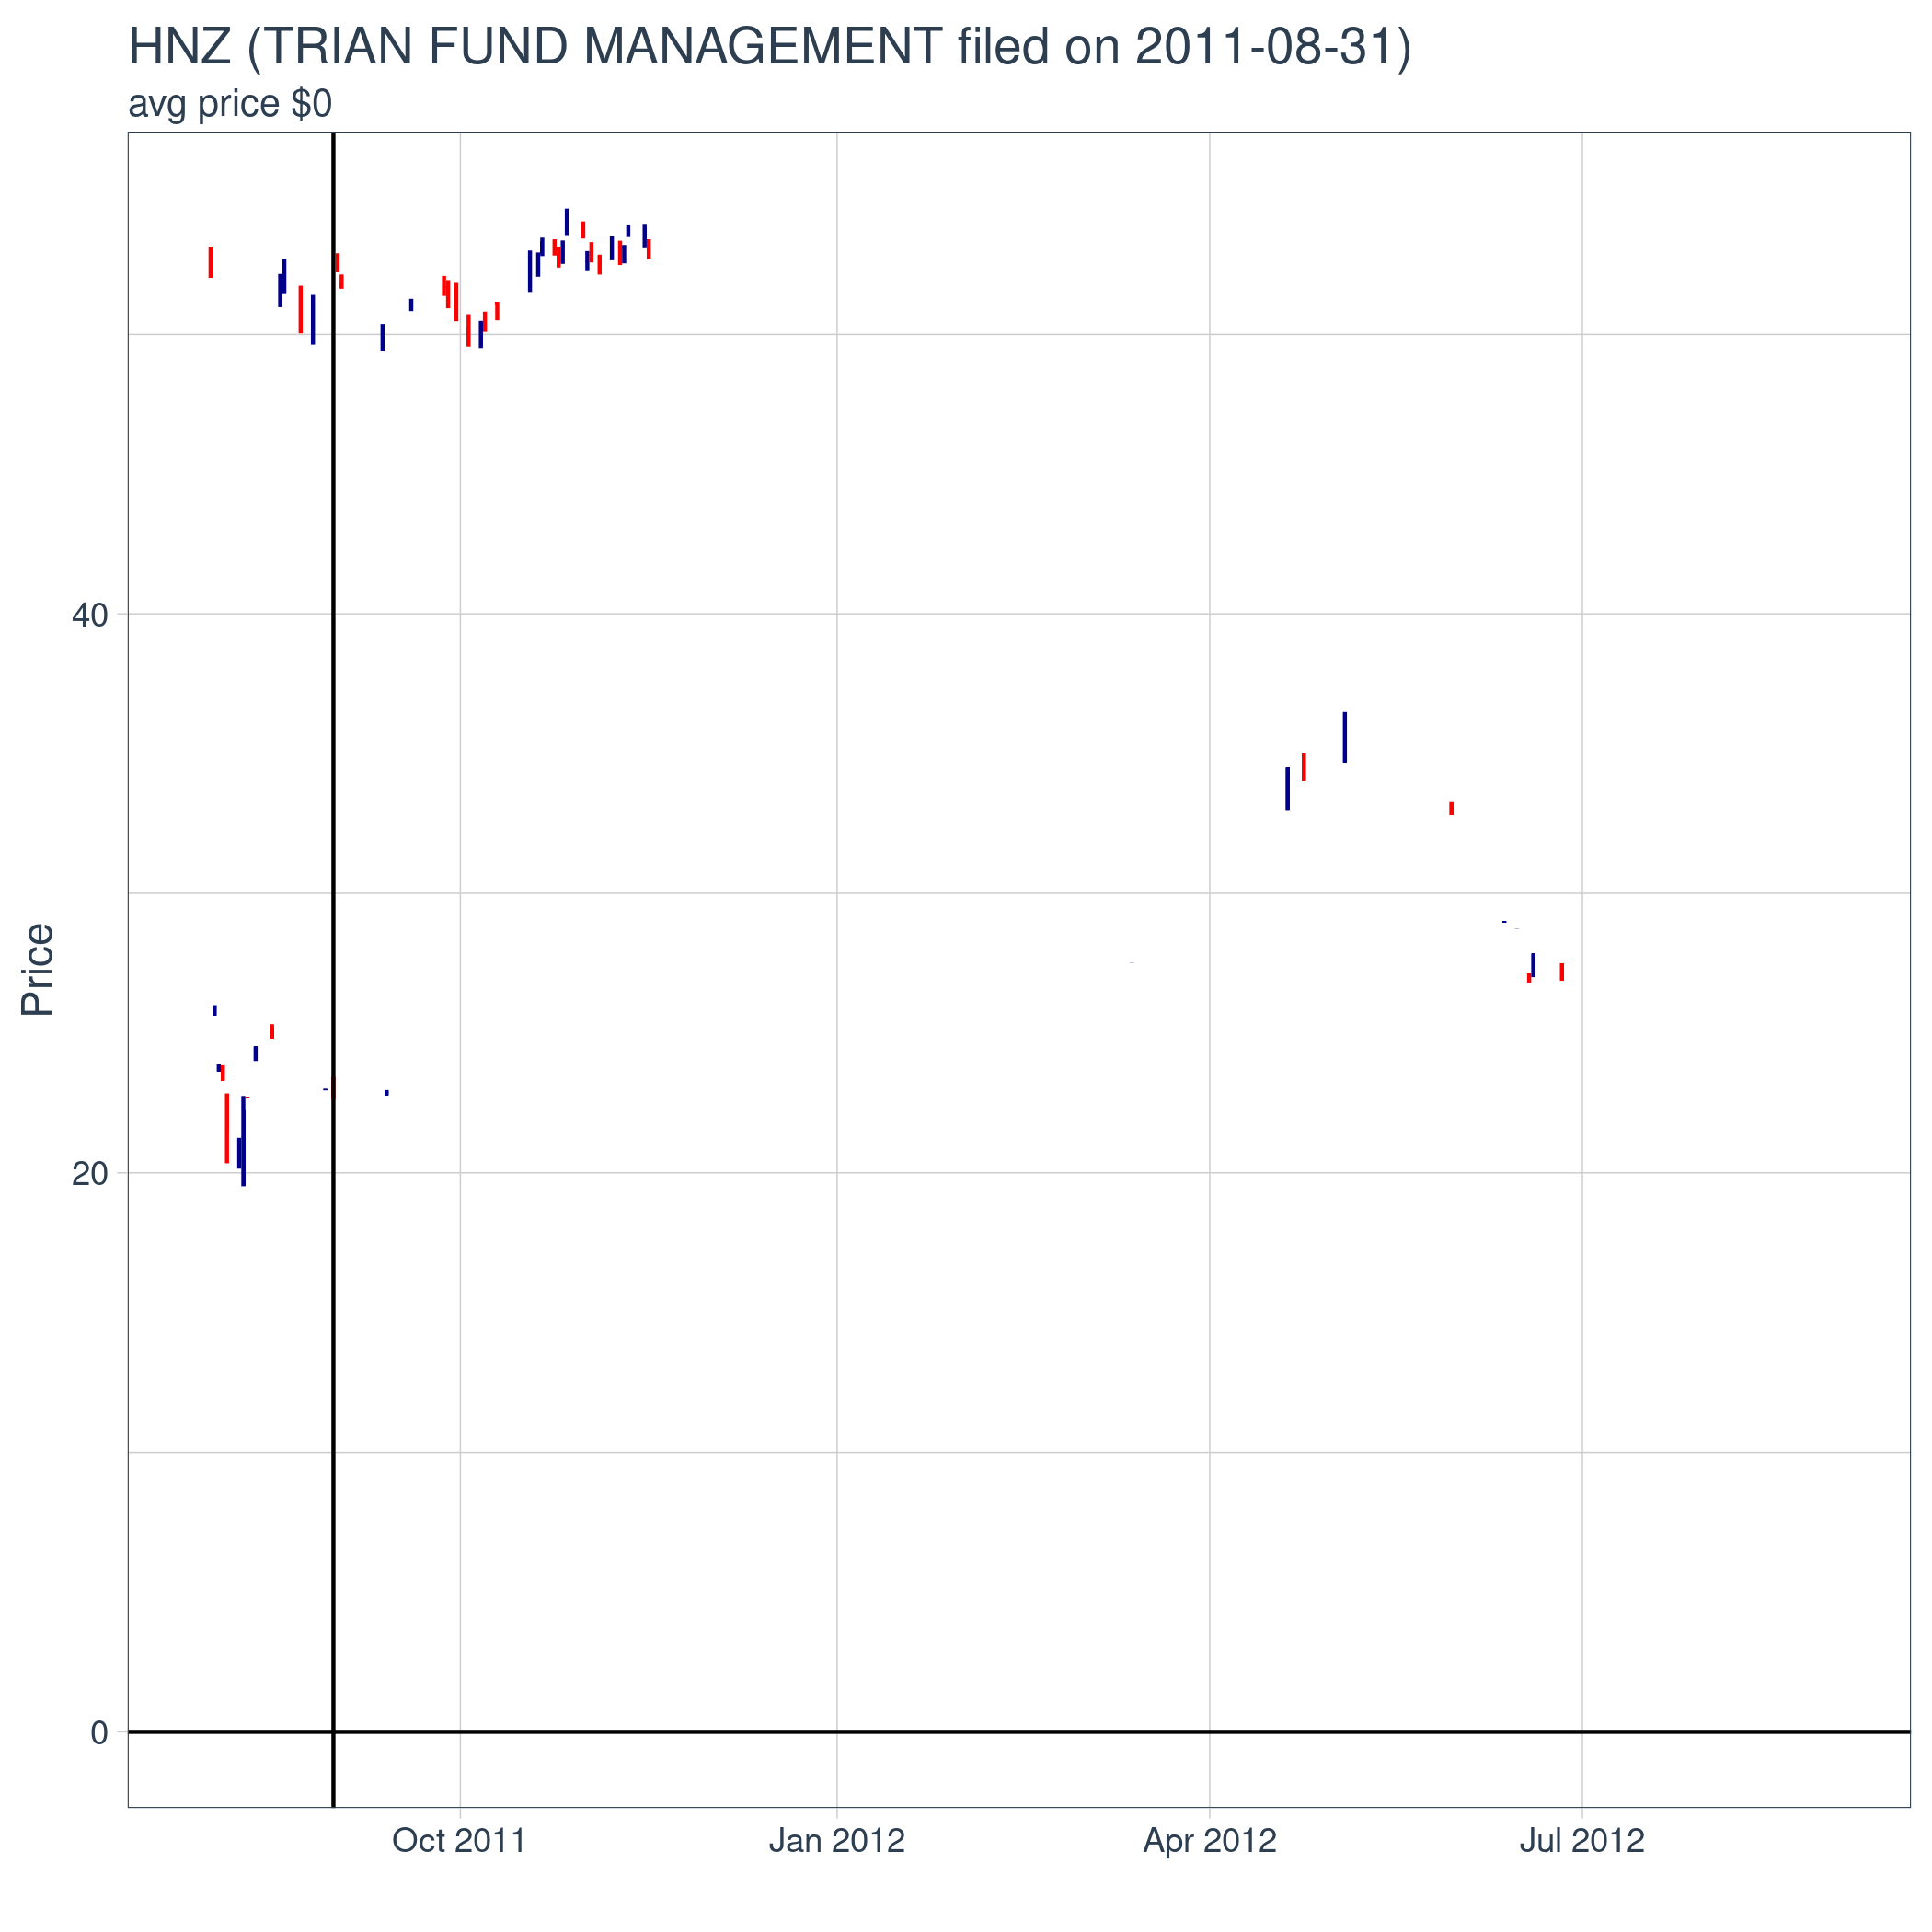 HNZ (TRIAN FUND MANAGEMENT filed on 2011-08-31)
avg price $0
40
20
0
Price
Oct 2011
Jan 2012
Apr 2012
Jul 2012